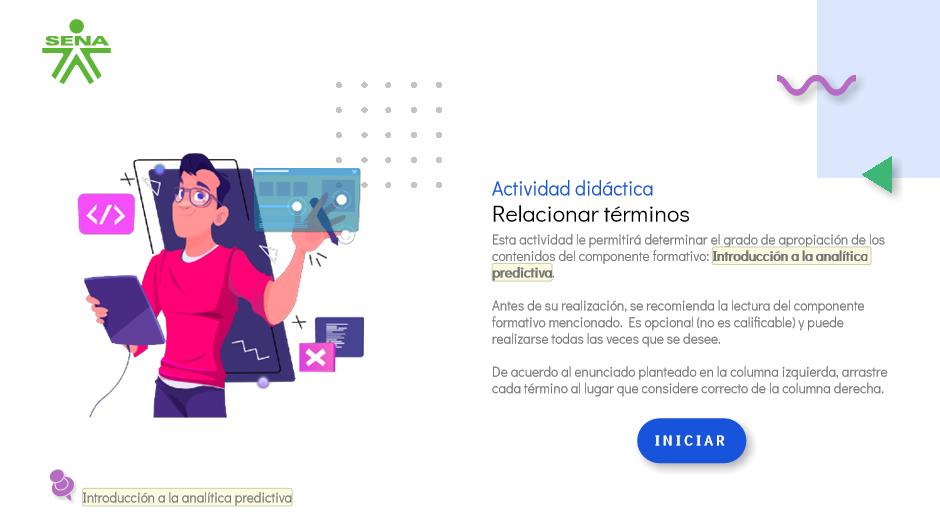 SENA
</>
Actividad didáctica
Relacionar términos
Esta actividad le permitirá determinar el grado de apropiación de los
contenidos del componente formativo: Introducción a la analítica
predictiva.
Antes de su realización, se recomienda la lectura del componente
formativo mencionado. Es opcional (no es calificable) y puede
realizarse todas las veces que se desee.
De acuerdo al enunciado planteado en la columna izquierda, arrastre
cada término al lugar que considere correcto de la columna derecha.
INICIAR
Introducción a la analítica predictiva